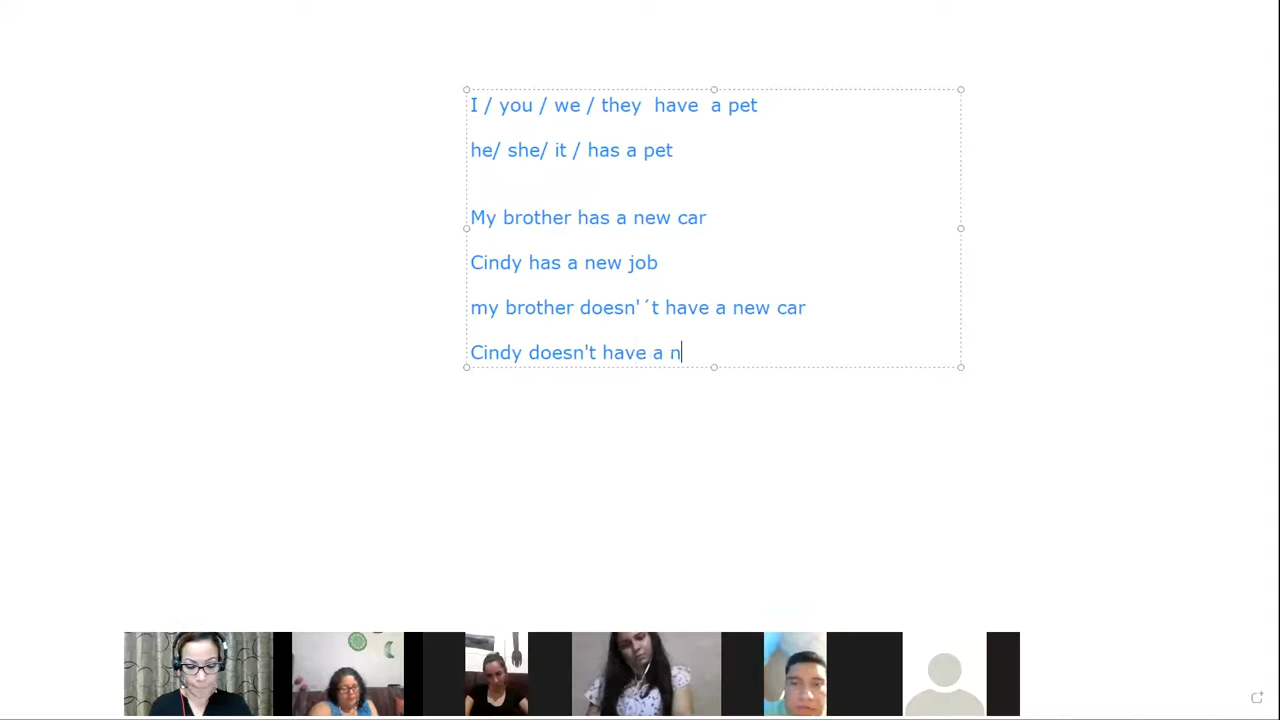 I / you / we / they  have  a pet
he/ she/ it / has a pet
My brother has a new car
Cindy has a new job
my brother doesn'´t have a new car
Cindy doesn't have a n